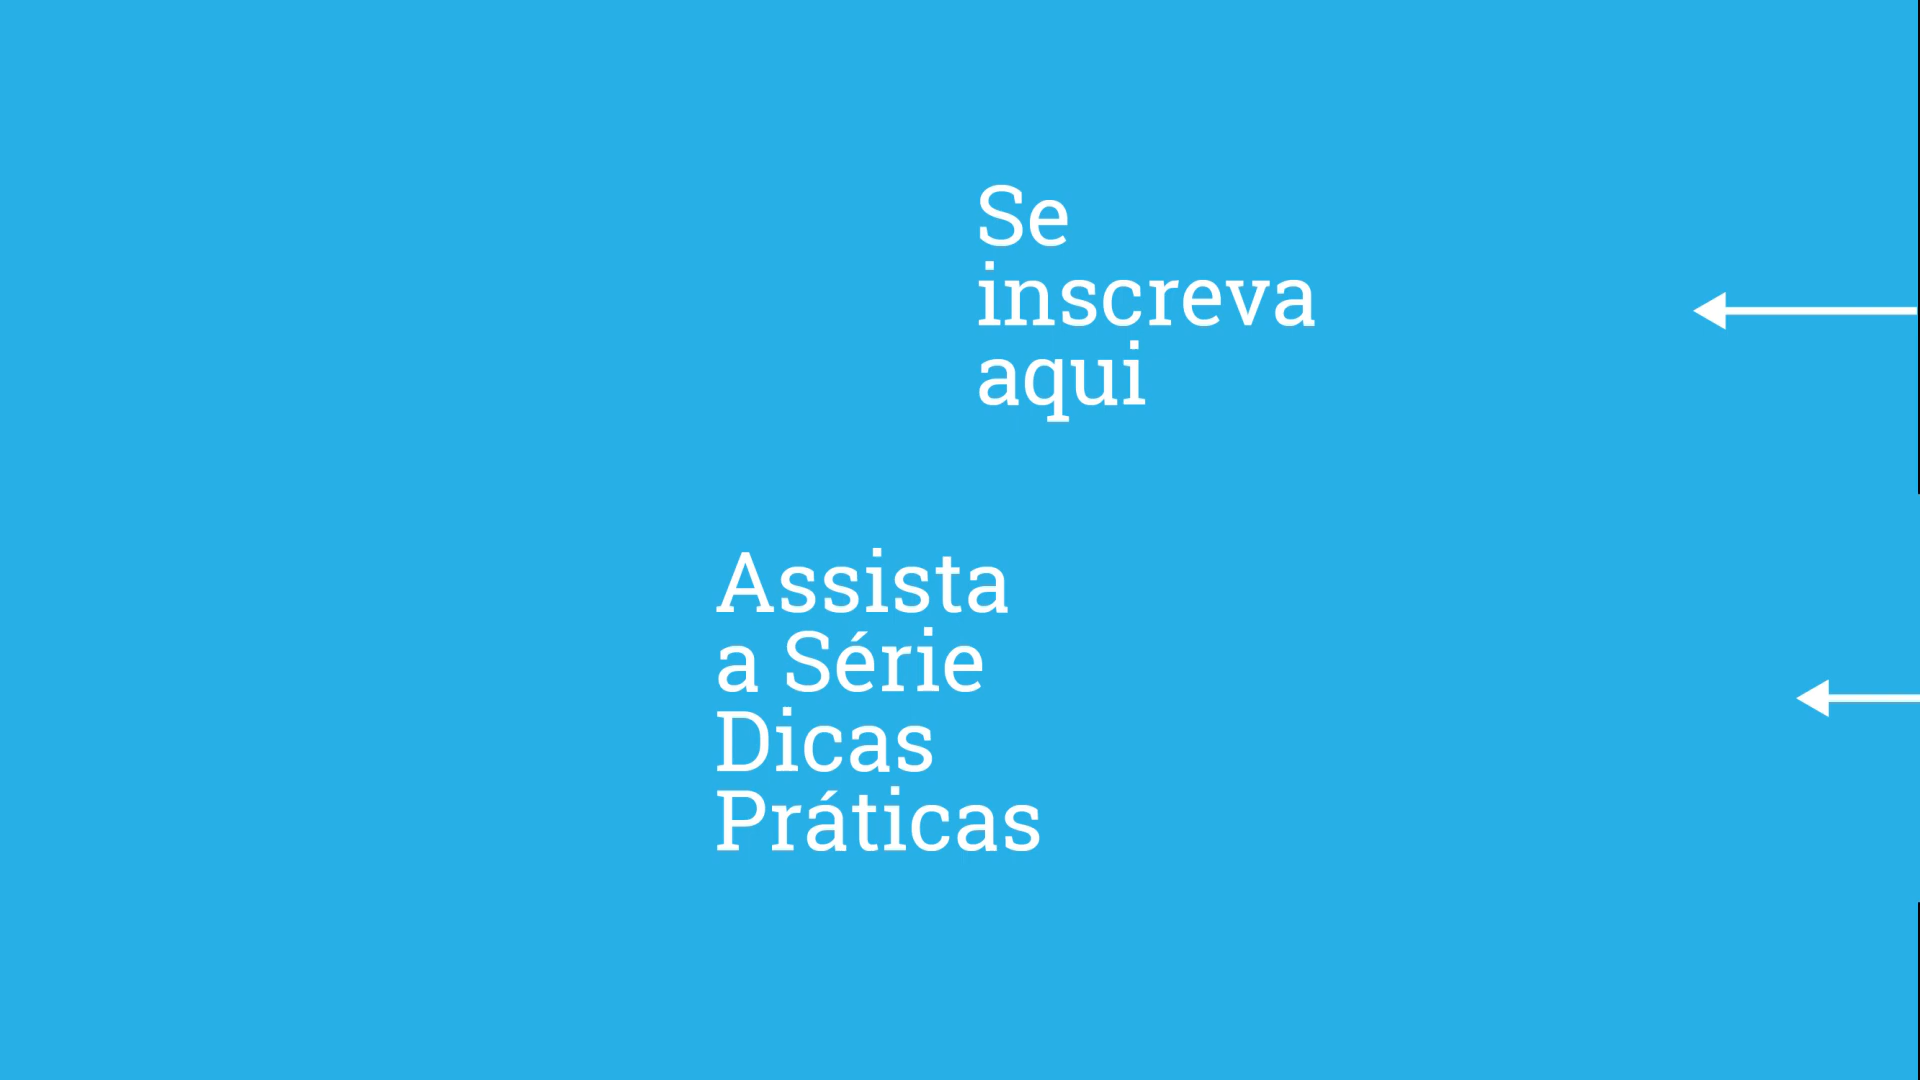 Se
inscreva
aqui
Assista
a Série
Dicas
Práticas